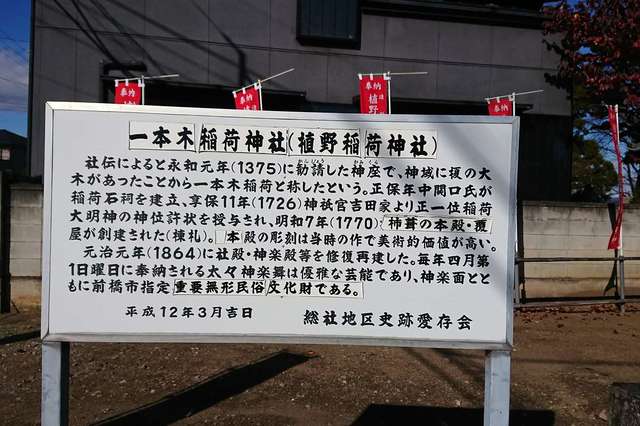 奉納
奉納
植
奉納
植野
奉納
一本木稲荷神社(植野稲荷神社)
社伝によると永和元年(1375)に勧請した神座で、神域に榎の大
木があったことから一本木稲荷と称したという。正保年中関口氏が
稲荷石祠を建立、享保11年(1726)神祇官吉田家より正一位稲荷
大明神の神位許状を授与され、明和7年(1770)柿葺の本殿・覆
屋が創建された(棟札)。本殿の彫刻は当時の作で美術的価値が高い。
元治元年(1864)に社殿・神楽殿等を修復再建した。毎年四月第
1日曜日に奉納される太々神楽舞は優雅な芸能であり、神楽面とと
もに前橋市指定重要無形民俗文化財である。
平成12年3月吉日 総社地区史跡愛存会